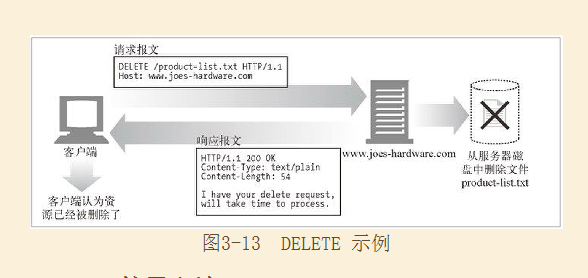 请求报文
DELETE /product-list.txt HTTP/1.1
Host: www.joes-hardware.com
客户端
www.joes-hardware.com
从服务器磁
盘中删除文件
product-list.txt
响应报文
HTTP/1.1 200 OK
Content-Type: text/plain
Content-Length: 54
I have your delete request,
will take time to process.
客户端认为资
源已经被删除了
图3-13 DELETE 示例